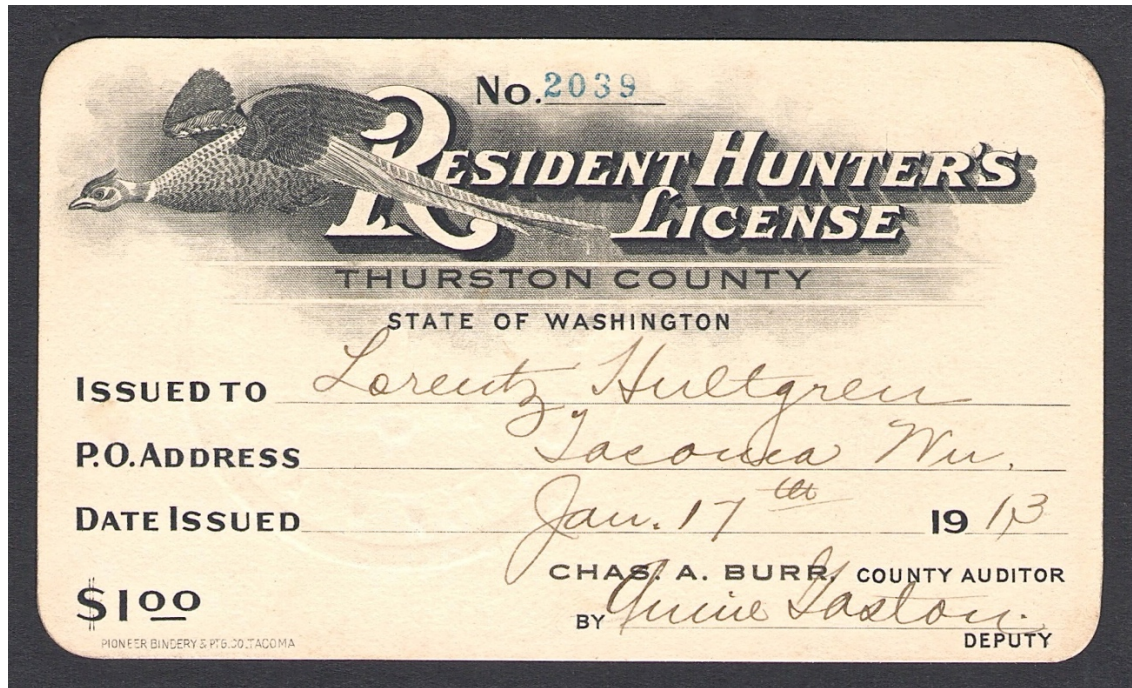 No. 2039
RESIDENT HUNTER'S
LICENSE
THURSTON COUNTY
STATE OF WASHINGTON
ISSUED TO Lorentz Hultgren
P.O. ADDRESS Tacoma Wn.
DATE ISSUED Jan. 17th 1913
CHAS. A. BURR, COUNTY AUDITOR
$1.00
BY Gaston.
DEPUTY
PIONEER BINDERY & PTG. CO. TACOMA